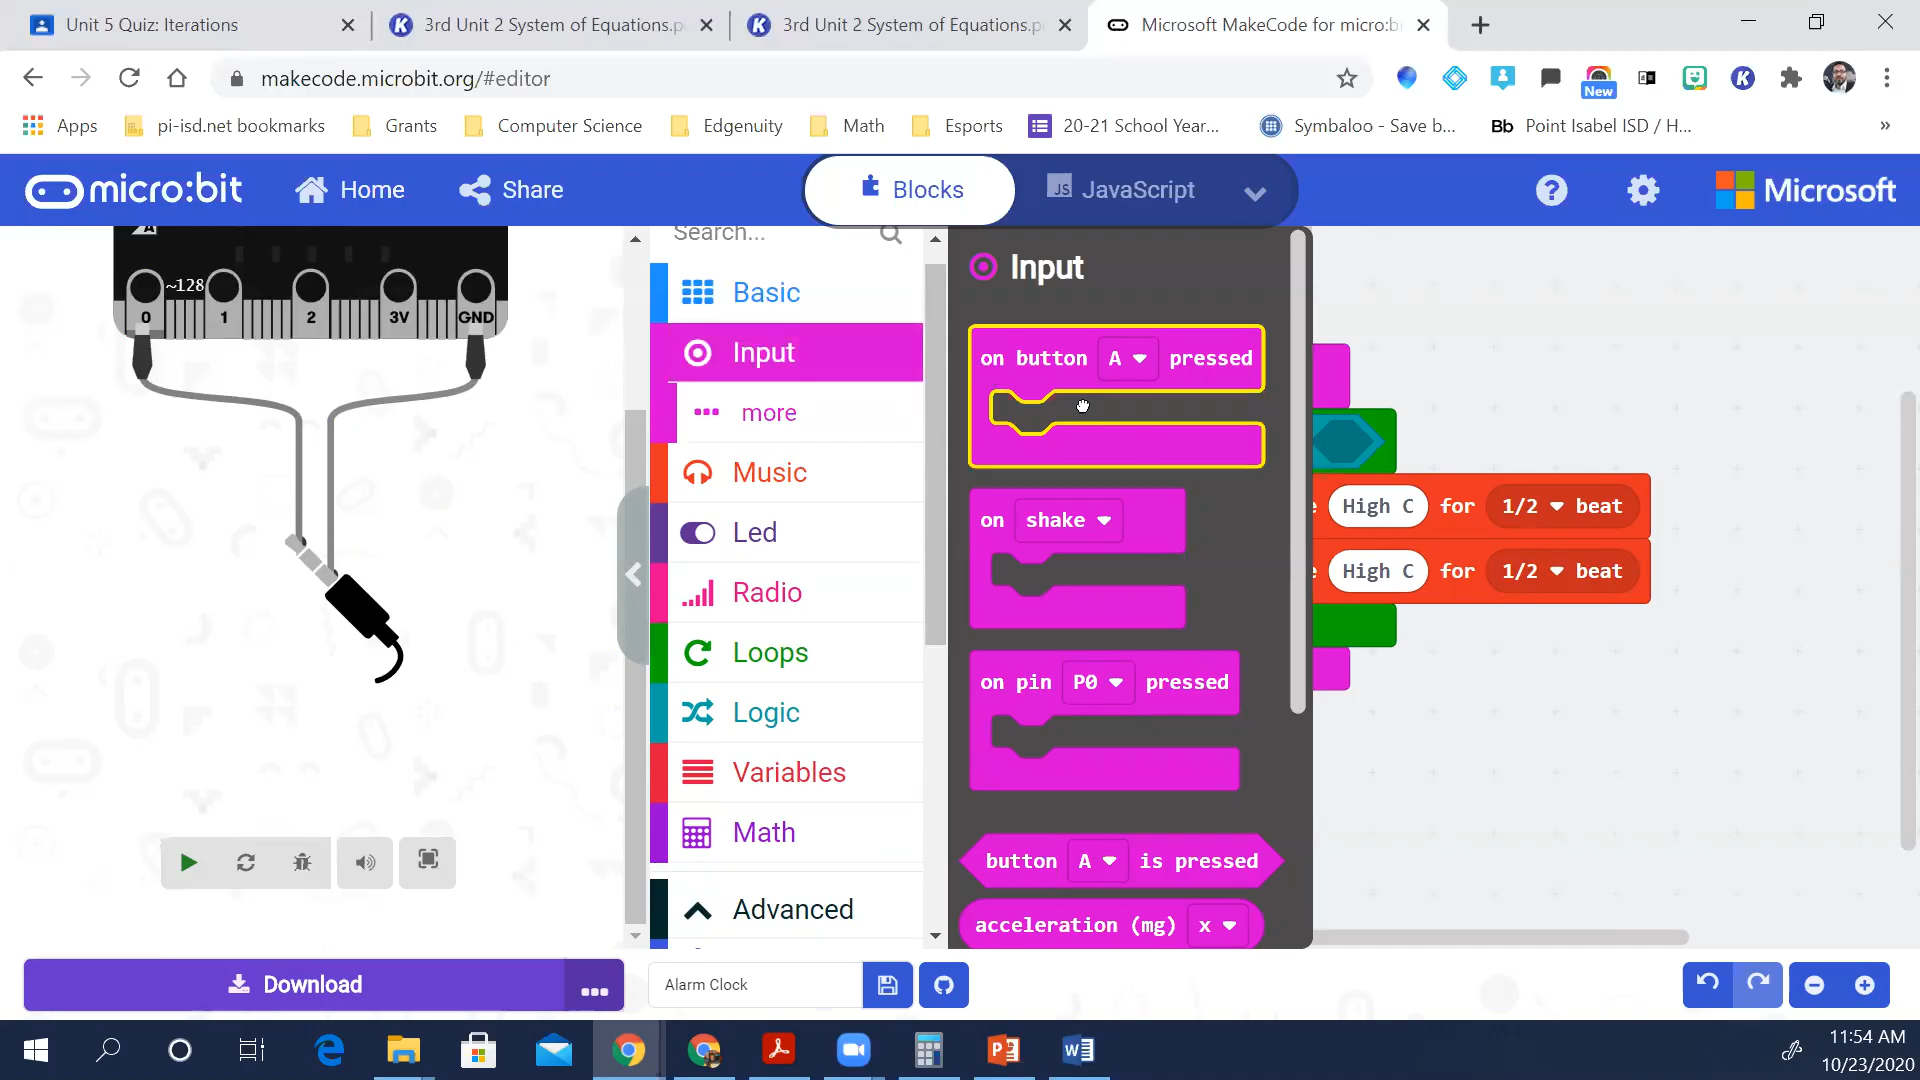 Unit 5 Quiz: Iterations
3rd Unit 2 System of Equations.p
3rd Unit 2 System of Equations.p
Microsoft MakeCode for micro:b
makecode.microbit.org/#editor
New
Apps
pi-isd.net bookmarks
Grants
Computer Science
Edgenuity
Math
Esports
20-21 School Year...
Symbaloo - Save b...
Bb Point Isabel ISD / H...
»
micro:bit
Home
Share
Blocks
JS JavaScript
?
Microsoft
~128
0 1 2 3V GND
Search...
Basic
Input
more
Music
Led
Radio
Loops
Logic
Variables
Math
Advanced
Input
on button A pressed
on shake
on pin P0 pressed
button A is pressed
acceleration (mg) x
High C for 1/2 beat
High C for 1/2 beat
Download
...
Alarm Clock
11:54 AM
10/23/2020